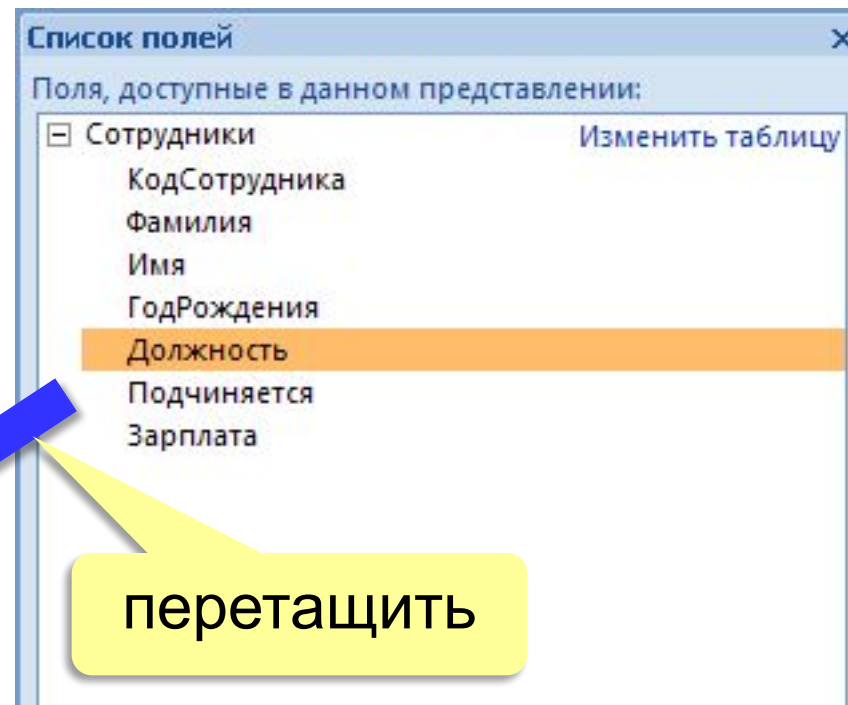 Список полей
Поля, доступные в данном представлении:
Сотрудники Изменить таблицу
КодСотрудника
Фамилия
Имя
ГодРождения
Должность
Подчиняется
Зарплата
перетащить